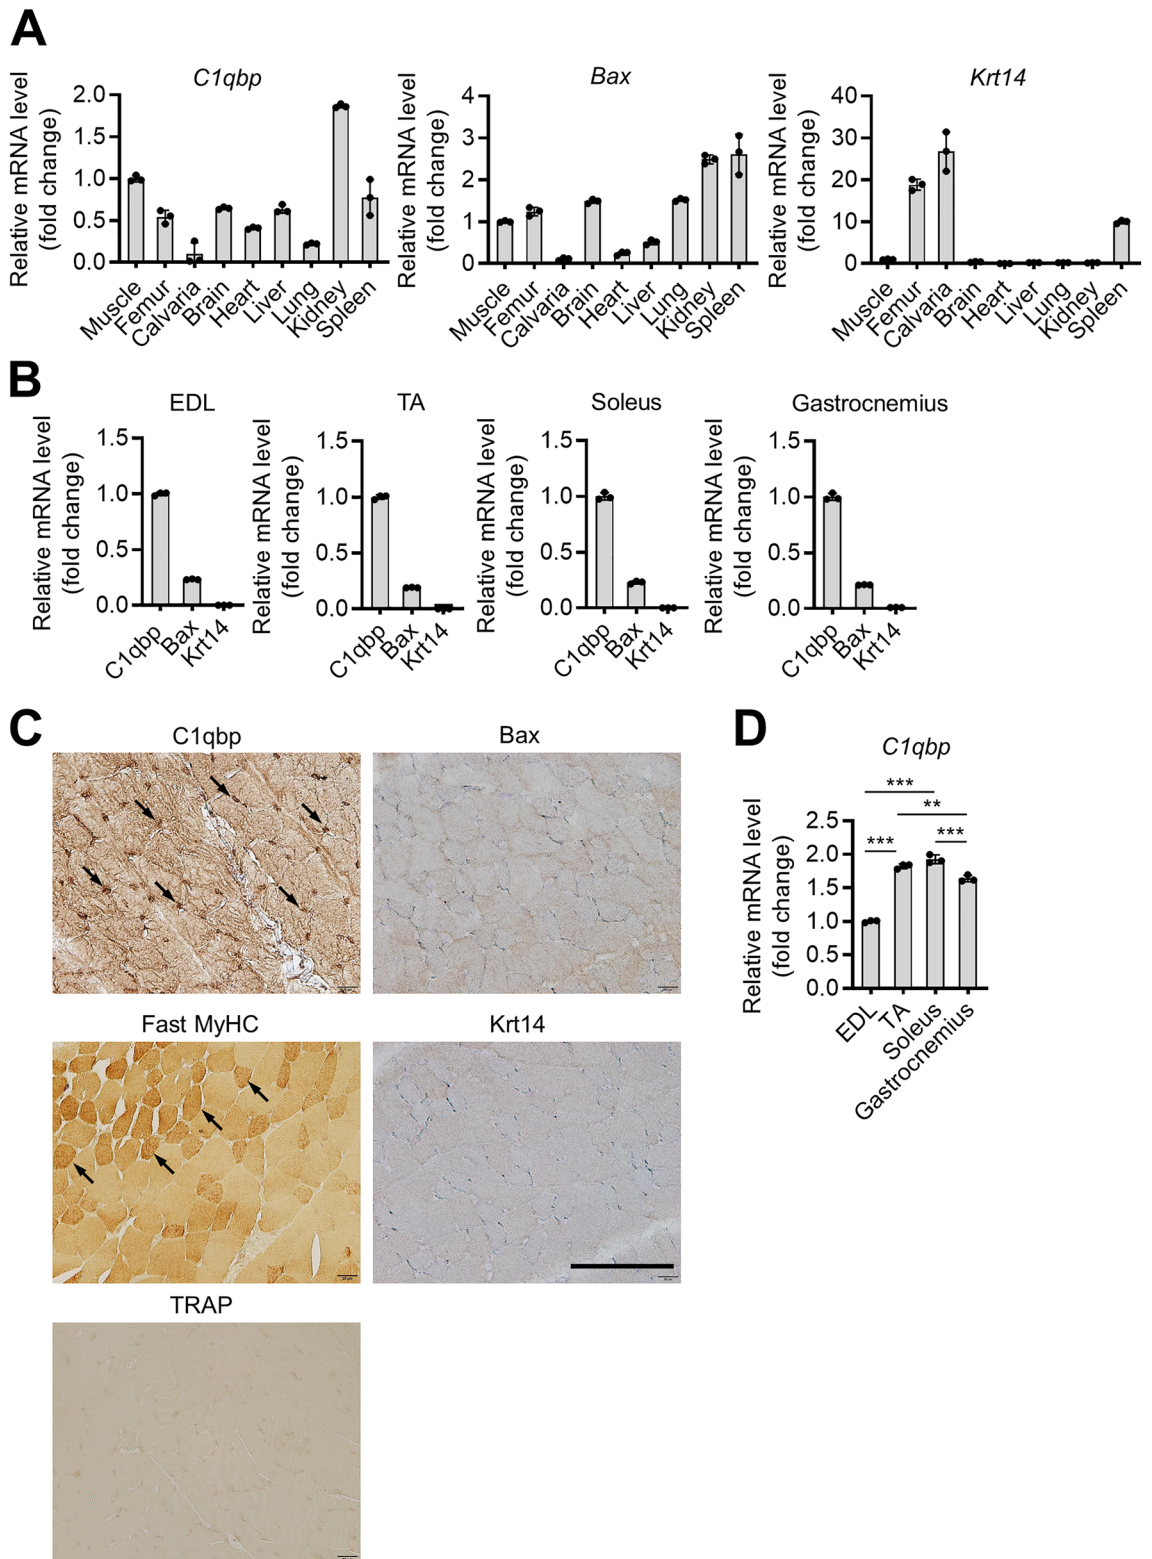 A
C1qbp
Relative mRNA level
(fold change)
2.0
1.5
1.0
0.5
0.0
Muscle
Femur
Calvaria
Brain
Heart
Liver
Lung
Kidney
Spleen
Bax
Relative mRNA level
(fold change)
4
3
2
1
0
Muscle
Femur
Calvaria
Brain
Heart
Liver
Lung
Kidney
Spleen
Krt14
Relative mRNA level
(fold change)
40
30
20
10
0
Muscle
Femur
Calvaria
Brain
Heart
Liver
Lung
Kidney
Spleen
B
EDL
Relative mRNA level
(fold change)
1.5
1.0
0.5
0.0
C1qbp
Bax
Krt14
TA
Relative mRNA level
(fold change)
1.5
1.0
0.5
0.0
C1qbp
Bax
Krt14
Soleus
Relative mRNA level
(fold change)
1.5
1.0
0.5
0.0
C1qbp
Bax
Krt14
Gastrocnemius
Relative mRNA level
(fold change)
1.5
1.0
0.5
0.0
C1qbp
Bax
Krt14
C
C1qbp
Bax
Fast MyHC
Krt14
TRAP
D
C1qbp
Relative mRNA level
(fold change)
***
**
***
***
2.5
2.0
1.5
1.0
0.5
0.0
EDL
TA
Soleus
Gastrocnemius